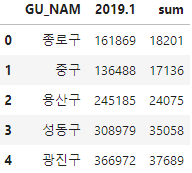 GU_NAM 2019.1 sum
0 종로구 161869 18201
1 중구 136488 17136
2 용산구 245185 24075
3 성동구 308979 35058
4 광진구 366972 37689